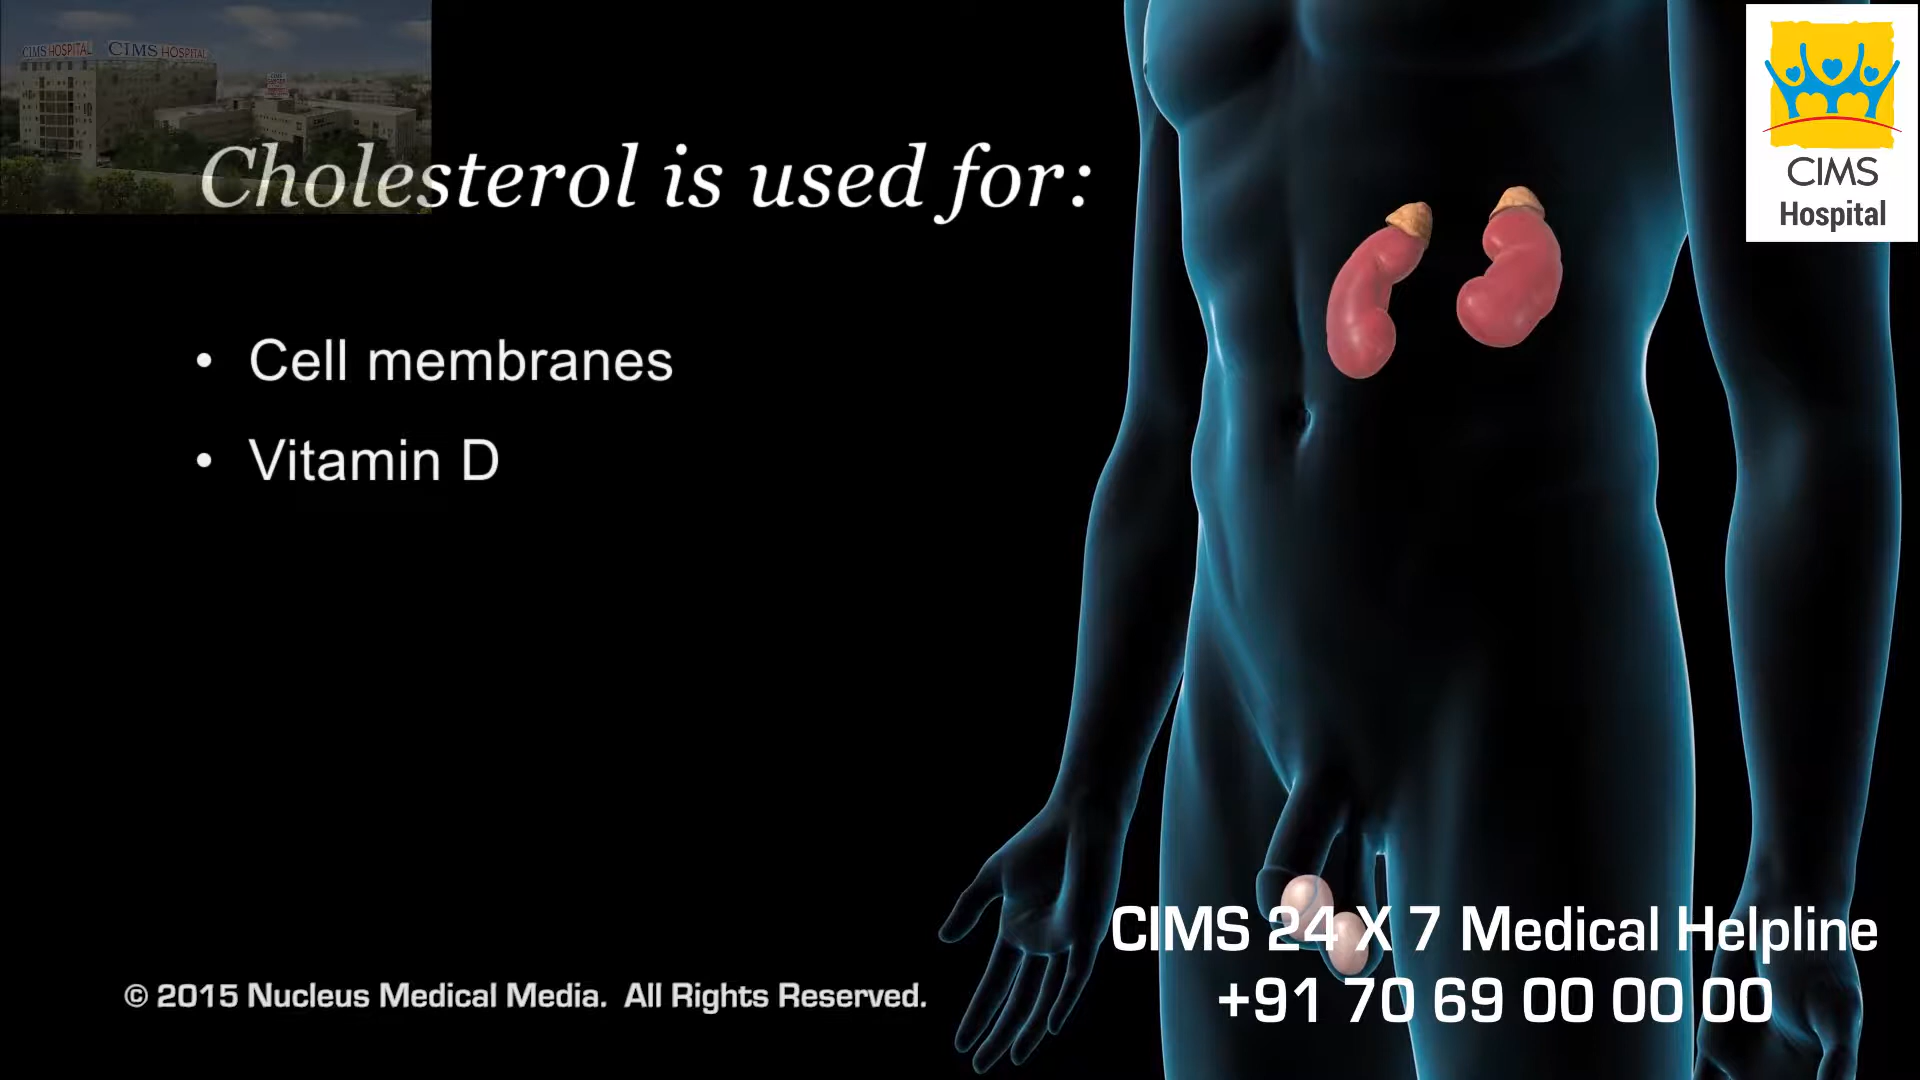 CIMS HOSPITAL CIMS HOSPITAL
Cholesterol is used for:
• Cell membranes
• Vitamin D
CIMS
Hospital
CIMS 24 X 7 Medical Helpline
+91 70 69 00 00 00
© 2015 Nucleus Medical Media. All Rights Reserved.